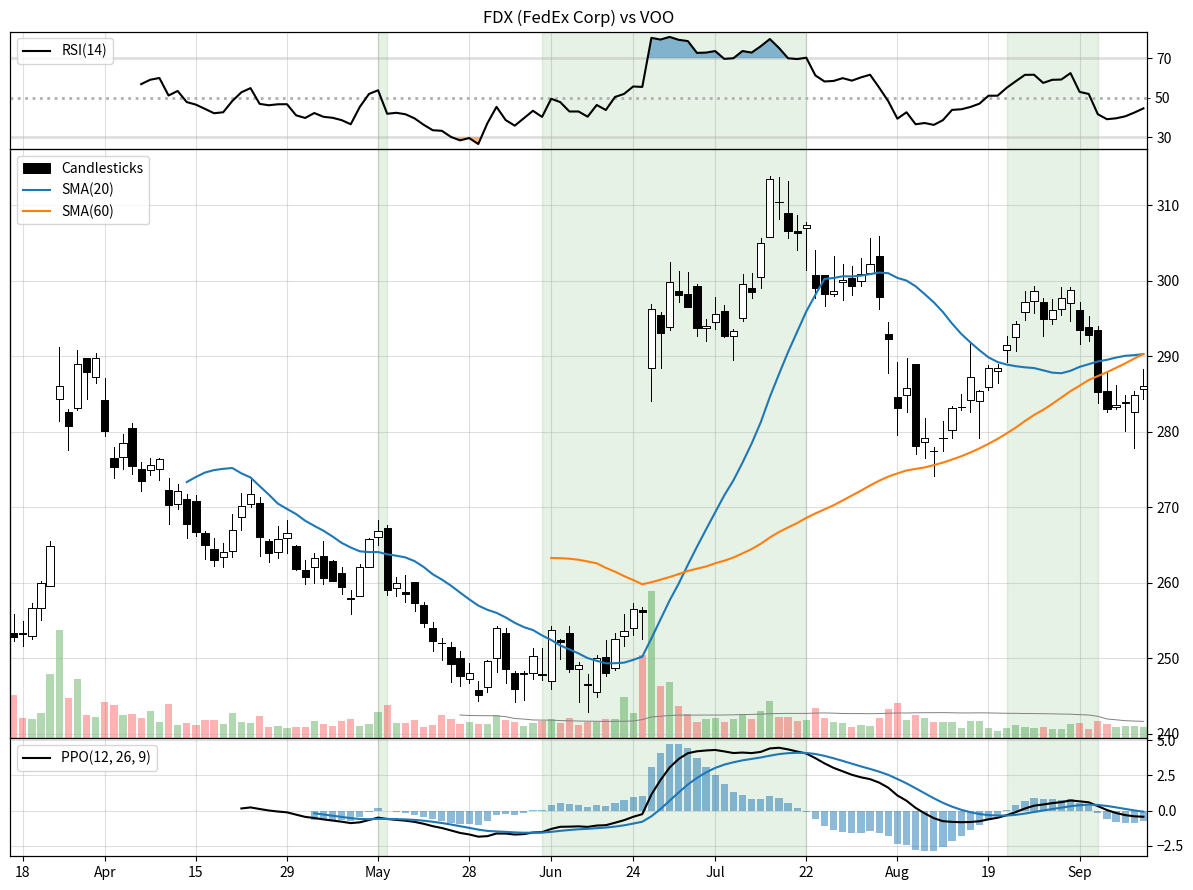 FDX (FedEx Corp) vs VOO
RSI(14)
70
50
30
Candlesticks
SMA(20)
SMA(60)
310
300
290
280
270
260
250
240
5.0
PPO(12, 26, 9)
2.5
0.0
−2.5
18 Apr 15 29 May 28 Jun 24 Jul 22 Aug 19 Sep